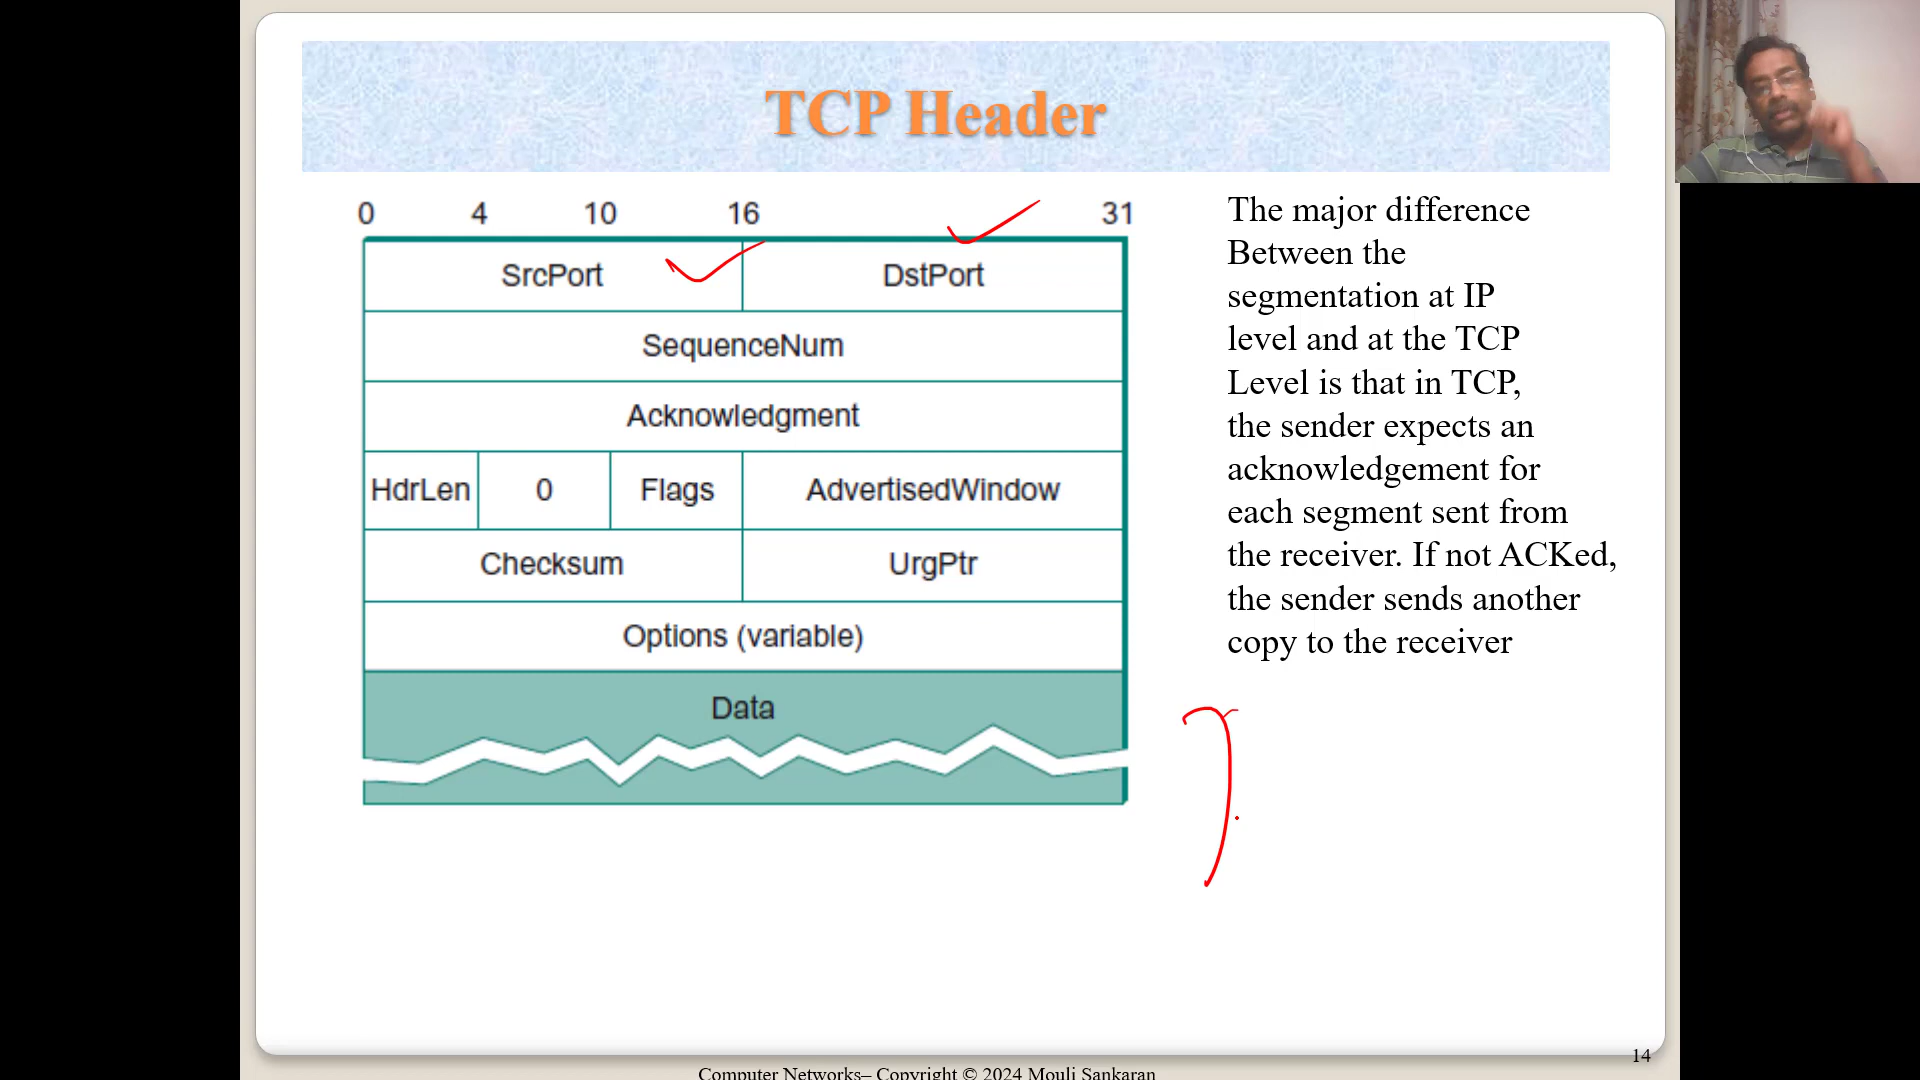 TCP Header
0 4 10 16 31
SrcPort DstPort
SequenceNum
Acknowledgment
HdrLen 0 Flags AdvertisedWindow
Checksum UrgPtr
Options (variable)
Data
The major difference
Between the
segmentation at IP
level and at the TCP
Level is that in TCP,
the sender expects an
acknowledgement for
each segment sent from
the receiver. If not ACKed,
the sender sends another
copy to the receiver
14
Computer Networks– Copyright © 2024 Mouli Sankaran